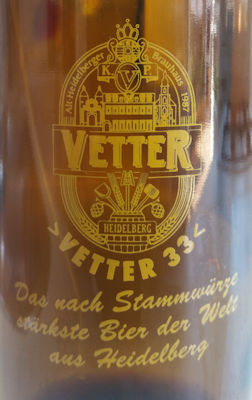 Alt Heidelberger Brauhaus 1987
K V P
VETTER
HEIDELBERG
>VETTER 33<
Das nach Stammwürze
stärkste Bier der Welt
aus Heidelberg